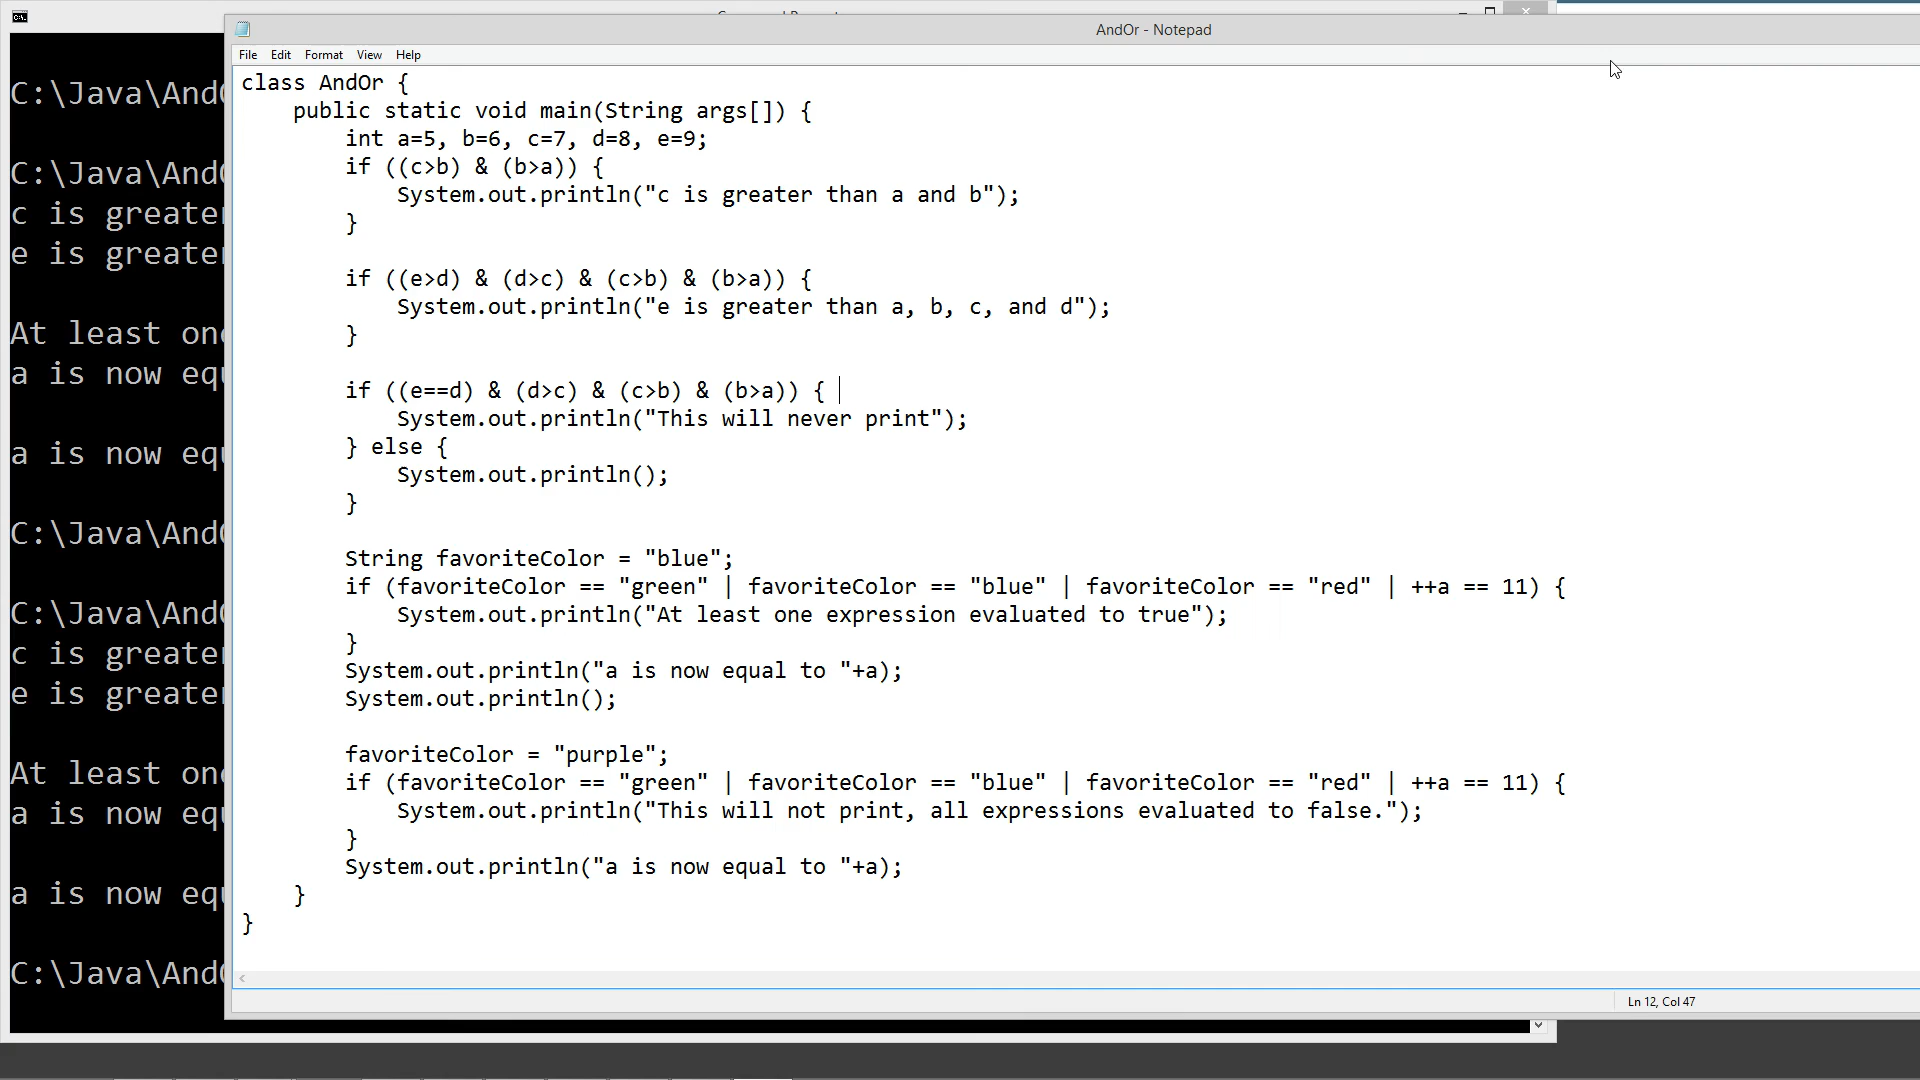 AndOr - Notepad
File Edit Format View Help
class AndOr {
    public static void main(String args[]) {
        int a=5, b=6, c=7, d=8, e=9;
        if ((c>b) & (b>a)) {
            System.out.println("c is greater than a and b");
        }
        if ((e>d) & (d>c) & (c>b) & (b>a)) {
            System.out.println("e is greater than a, b, c, and d");
        }
        if ((e==d) & (d>c) & (c>b) & (b>a)) {
            System.out.println("This will never print");
        } else {
            System.out.println();
        }
        String favoriteColor = "blue";
        if (favoriteColor == "green" | favoriteColor == "blue" | favoriteColor == "red" | ++a == 11) {
            System.out.println("At least one expression evaluated to true");
        }
        System.out.println("a is now equal to "+a);
        System.out.println();
        favoriteColor = "purple";
        if (favoriteColor == "green" | favoriteColor == "blue" | favoriteColor == "red" | ++a == 11) {
            System.out.println("This will not print, all expressions evaluated to false.");
        }
        System.out.println("a is now equal to "+a);
    }
}
Ln 12, Col 47
C:\Java\And
C:\Java\And
c is greater
e is greater
At least on
a is now eq
a is now eq
C:\Java\And
C:\Java\And
c is greater
e is greater
At least on
a is now eq
a is now eq
C:\Java\And